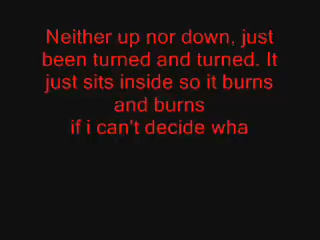 Neither up nor down, just
been turned and turned. It
just sits inside so it burns
and burns
if i can't decide wha